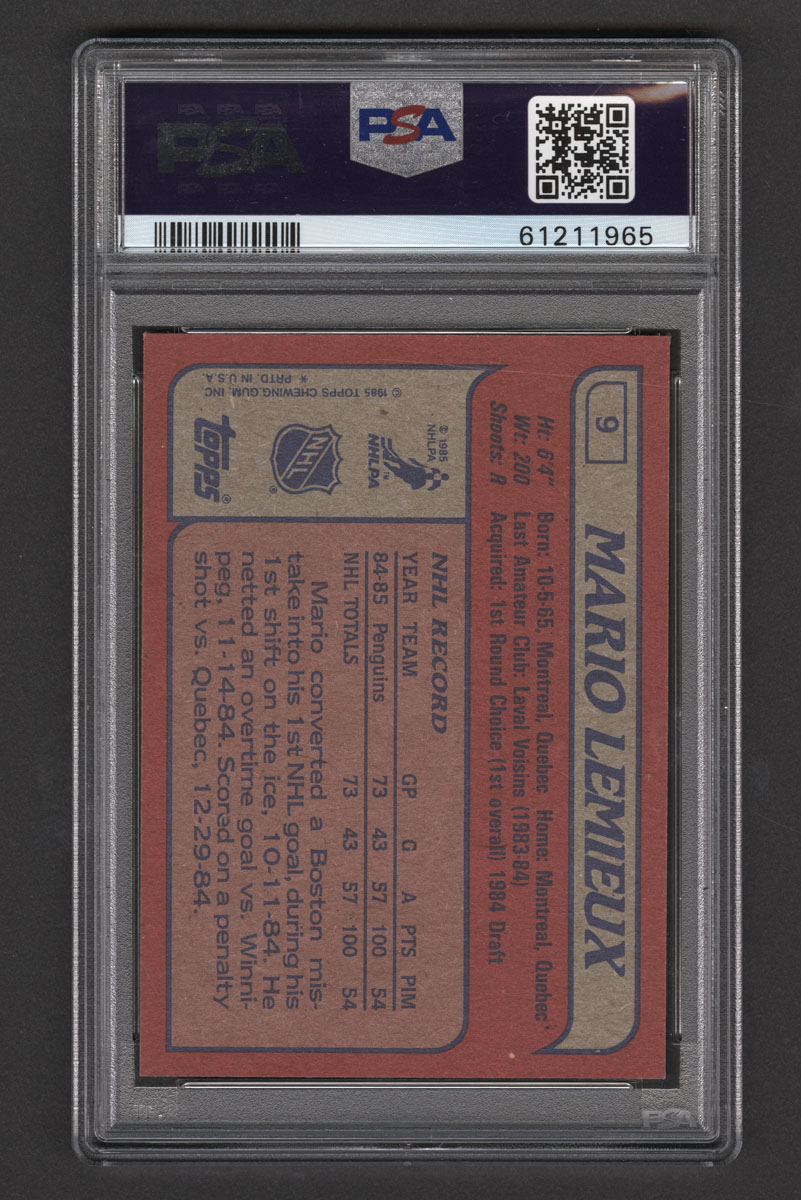 PSA
PSA
61211965
9
MARIO LEMIEUX
Ht: 6'4" Born: 10-5-65, Montreal, Quebec Home: Montreal, Quebec
Wt: 200 Last Amateur Club: Laval Voisins (1983-84)
Shoots: R Acquired: 1st Round Choice (1st overall) 1984 Draft
© 1985 TOPPS CHEWING GUM, INC
* PRTD. IN U.S.A.
topps®
NHL
®
© 1985
NHLPA
NHLPA
TM
NHL RECORD
YEAR TEAM GP G A PTS PIM
84-85 Penguins 73 43 57 100 54
NHL TOTALS 73 43 57 100 54
Mario converted a Boston mis-
take into his 1st NHL goal, during his
1st shift on the ice, 10-11-84. He
netted an overtime goal vs. Winni-
peg, 11-14-84. Scored on a penalty
shot vs. Quebec, 12-29-84.
PSA